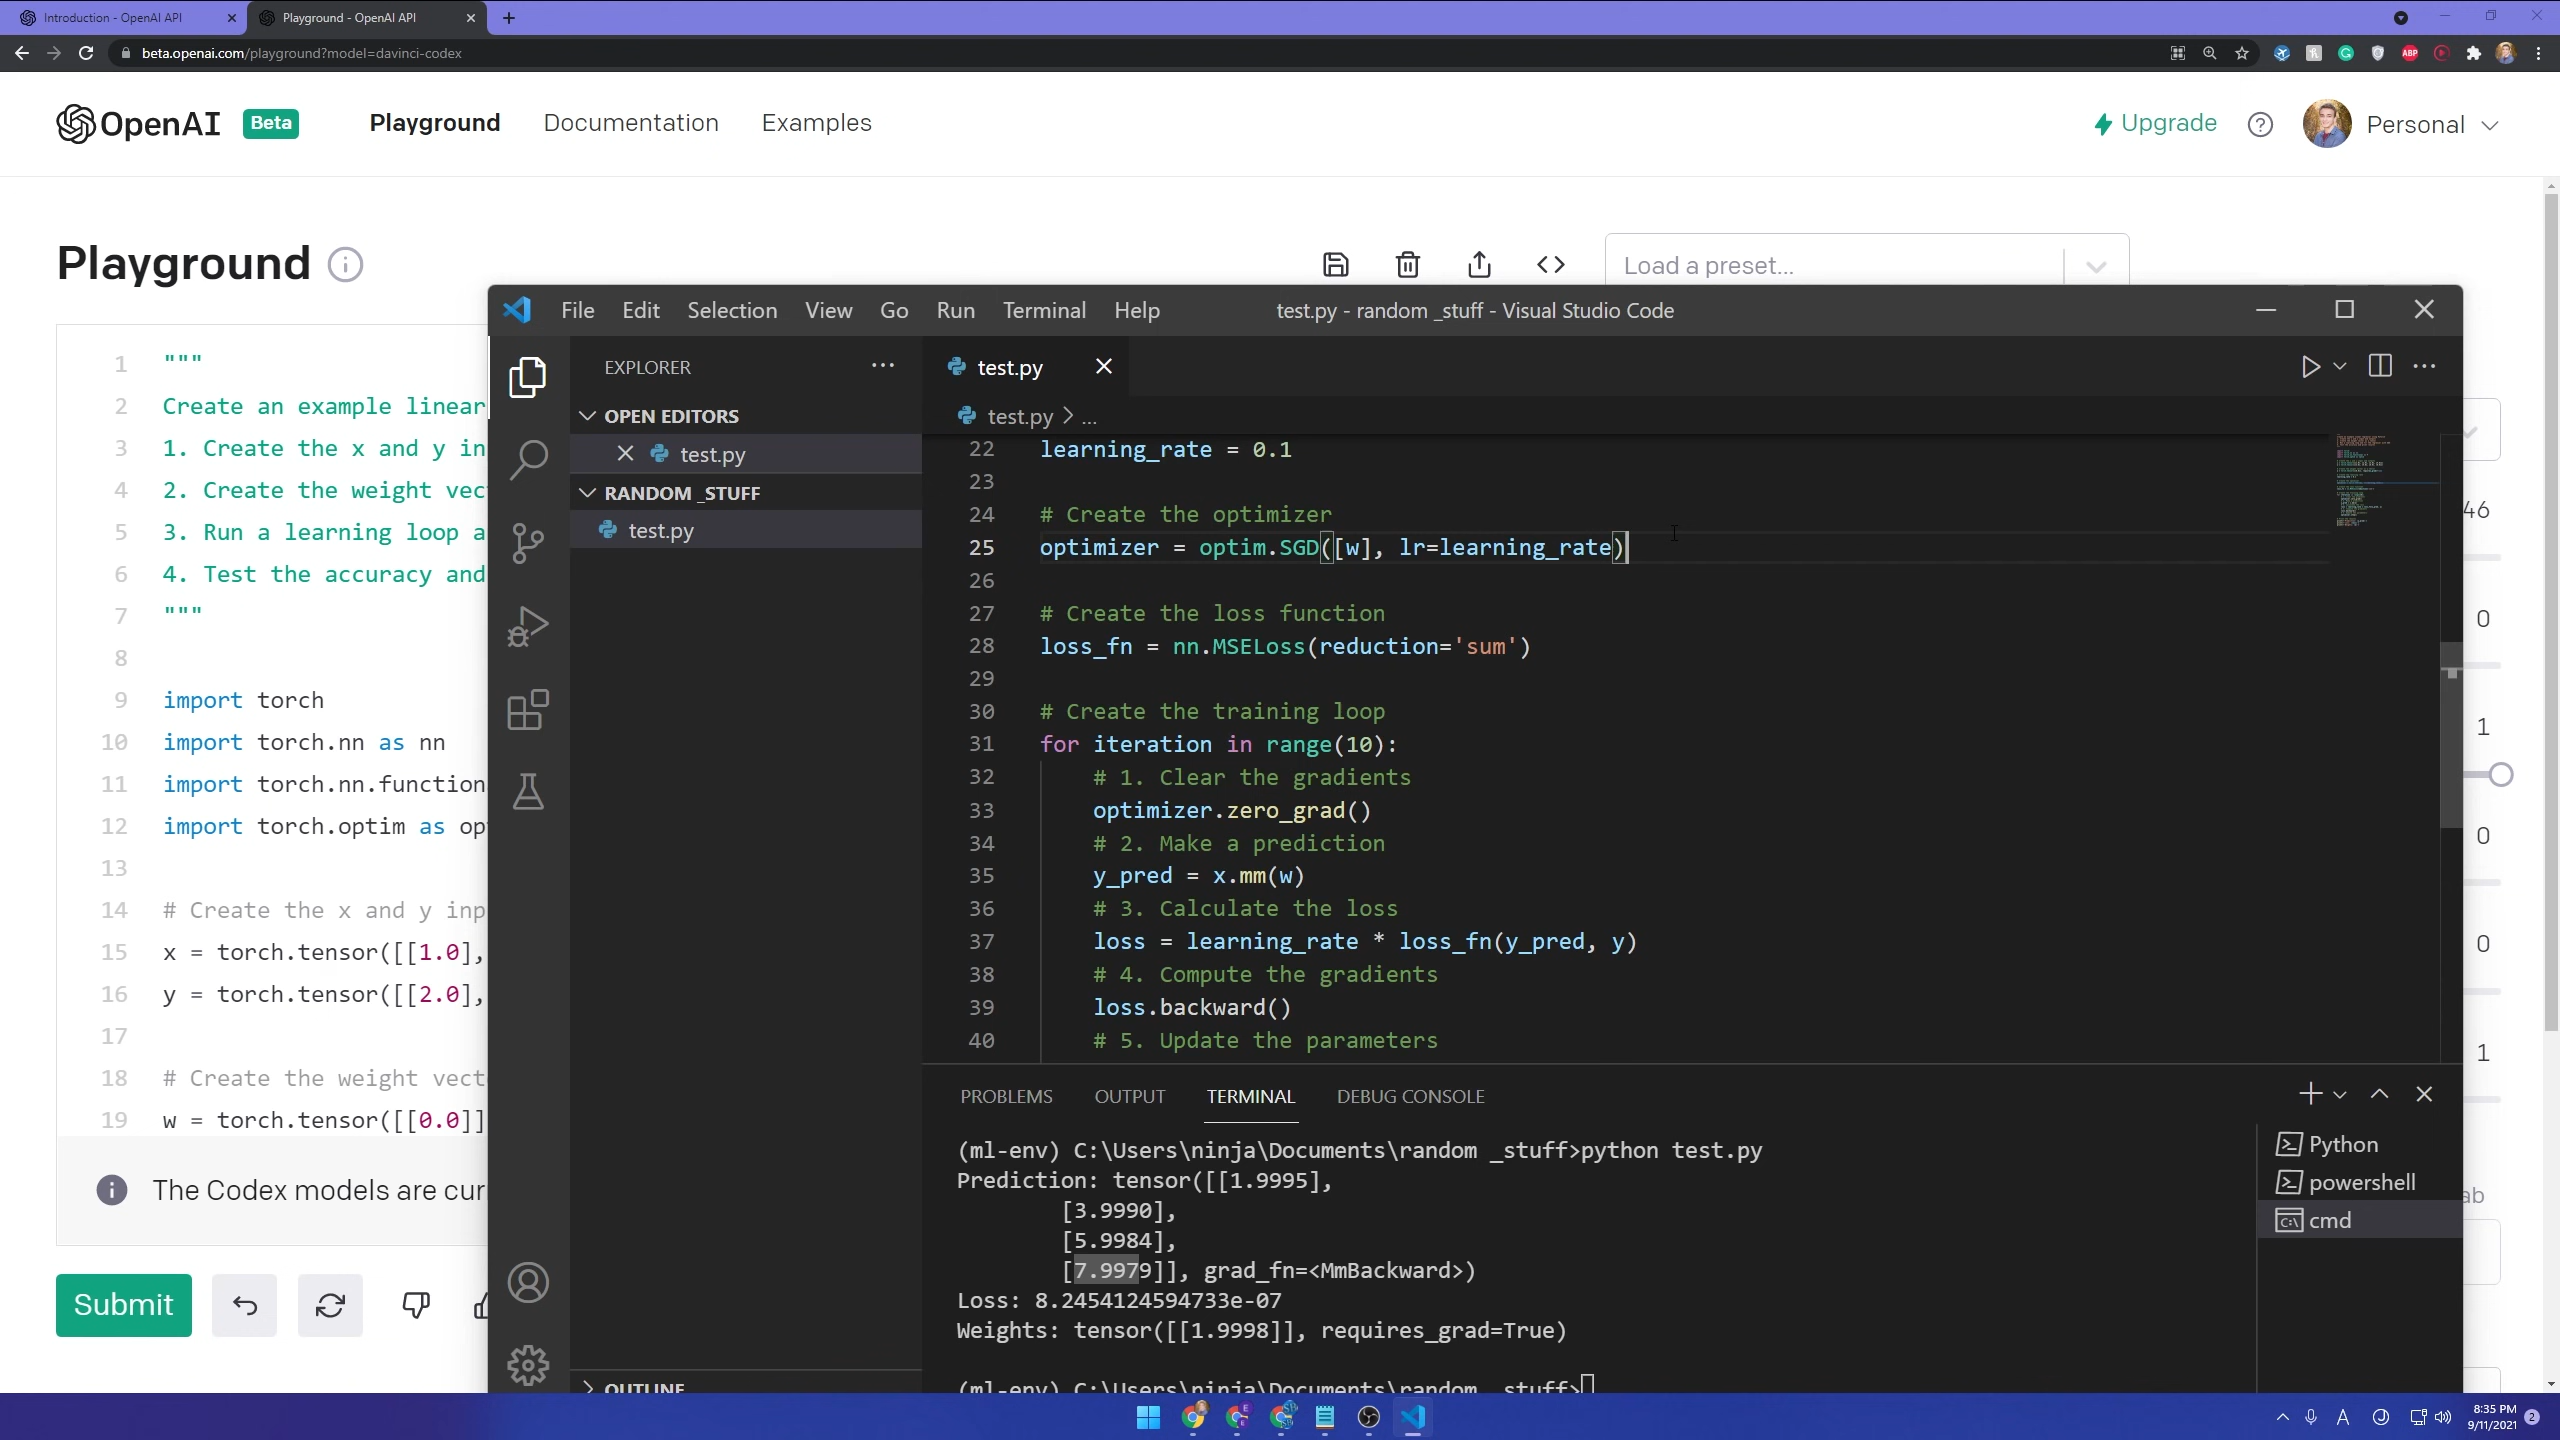 Introduction - OpenAI API
Playground - OpenAI API
beta.openai.com/playground?model=davinci-codex
OpenAI Beta Playground Documentation Examples
Upgrade Personal
Playground
Load a preset...
1 """
2 Create an example linear
3 1. Create the x and y in
4 2. Create the weight vec
5 3. Run a learning loop a
6 4. Test the accuracy and
7 """
8
9 import torch
10 import torch.nn as nn
11 import torch.nn.function
12 import torch.optim as op
13
14 # Create the x and y inp
15 x = torch.tensor([[1.0],
16 y = torch.tensor([[2.0],
17
18 # Create the weight vect
19 w = torch.tensor([[0.0]]
The Codex models are cur
Submit
File Edit Selection View Go Run Terminal Help
test.py - random _stuff - Visual Studio Code
EXPLORER
OPEN EDITORS
test.py
RANDOM _STUFF
test.py
OUTLINE
test.py
test.py > ...
22 learning_rate = 0.1
23
24 # Create the optimizer
25 optimizer = optim.SGD([w], lr=learning_rate)
26
27 # Create the loss function
28 loss_fn = nn.MSELoss(reduction='sum')
29
30 # Create the training loop
31 for iteration in range(10):
32 # 1. Clear the gradients
33 optimizer.zero_grad()
34 # 2. Make a prediction
35 y_pred = x.mm(w)
36 # 3. Calculate the loss
37 loss = learning_rate * loss_fn(y_pred, y)
38 # 4. Compute the gradients
39 loss.backward()
40 # 5. Update the parameters
PROBLEMS OUTPUT TERMINAL DEBUG CONSOLE
(ml-env) C:\Users\ninja\Documents\random _stuff>python test.py
Prediction: tensor([[1.9995],
[3.9990],
[5.9984],
[7.9979]], grad_fn=<MmBackward>)
Loss: 8.2454124594733e-07
Weights: tensor([[1.9998]], requires_grad=True)
(ml-env) C:\Users\ninja\Documents\random _stuff>
Python
powershell
cmd
46
0
1
0
0
1
ab
8:35 PM
9/11/2021
2